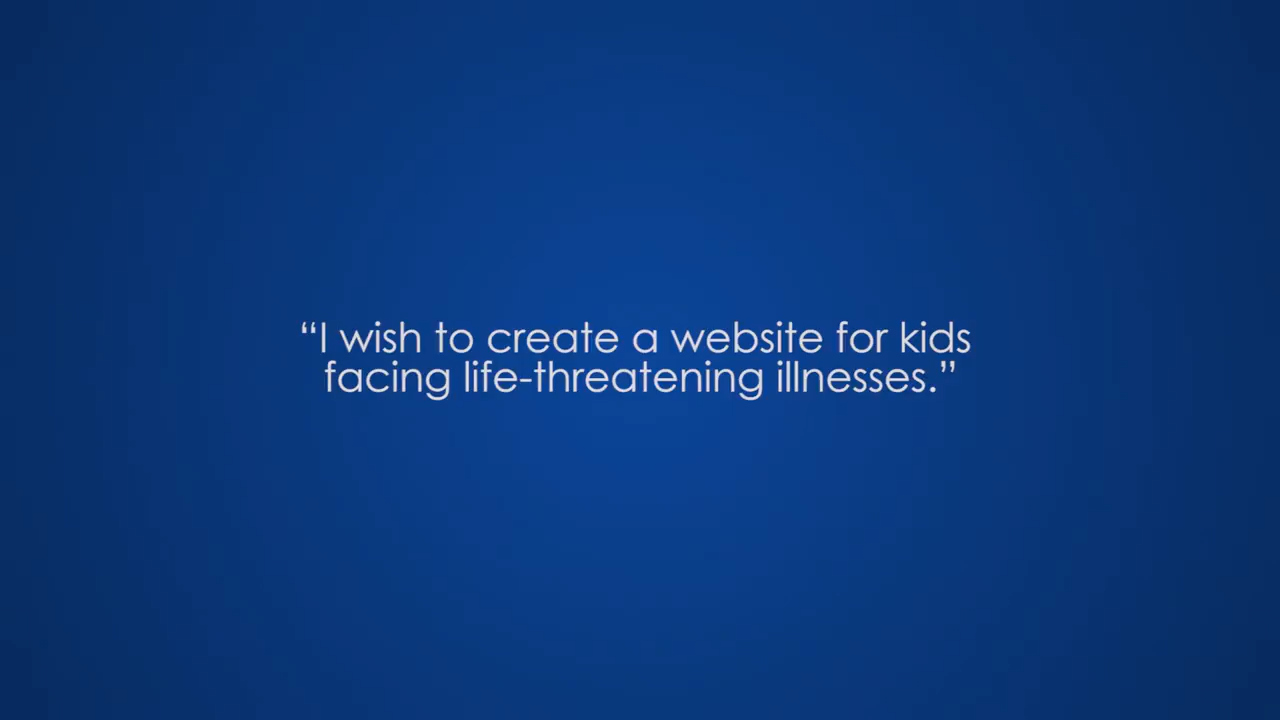 “I wish to create a website for kids
facing life-threatening illnesses.”